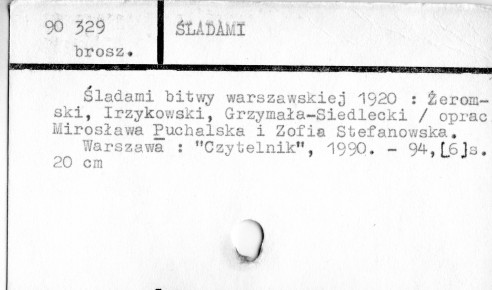 90 329 ŚLADAMI
brosz.
Śladami bitwy warszawskiej 1920 : Żerom-
ski, Irzykowski, Grzymała-Siedlecki / oprac
Mirosława Puchalska i Zofia Stefanowska.
Warszawa : "Czytelnik", 1990. - 94,[6]s.
20 cm